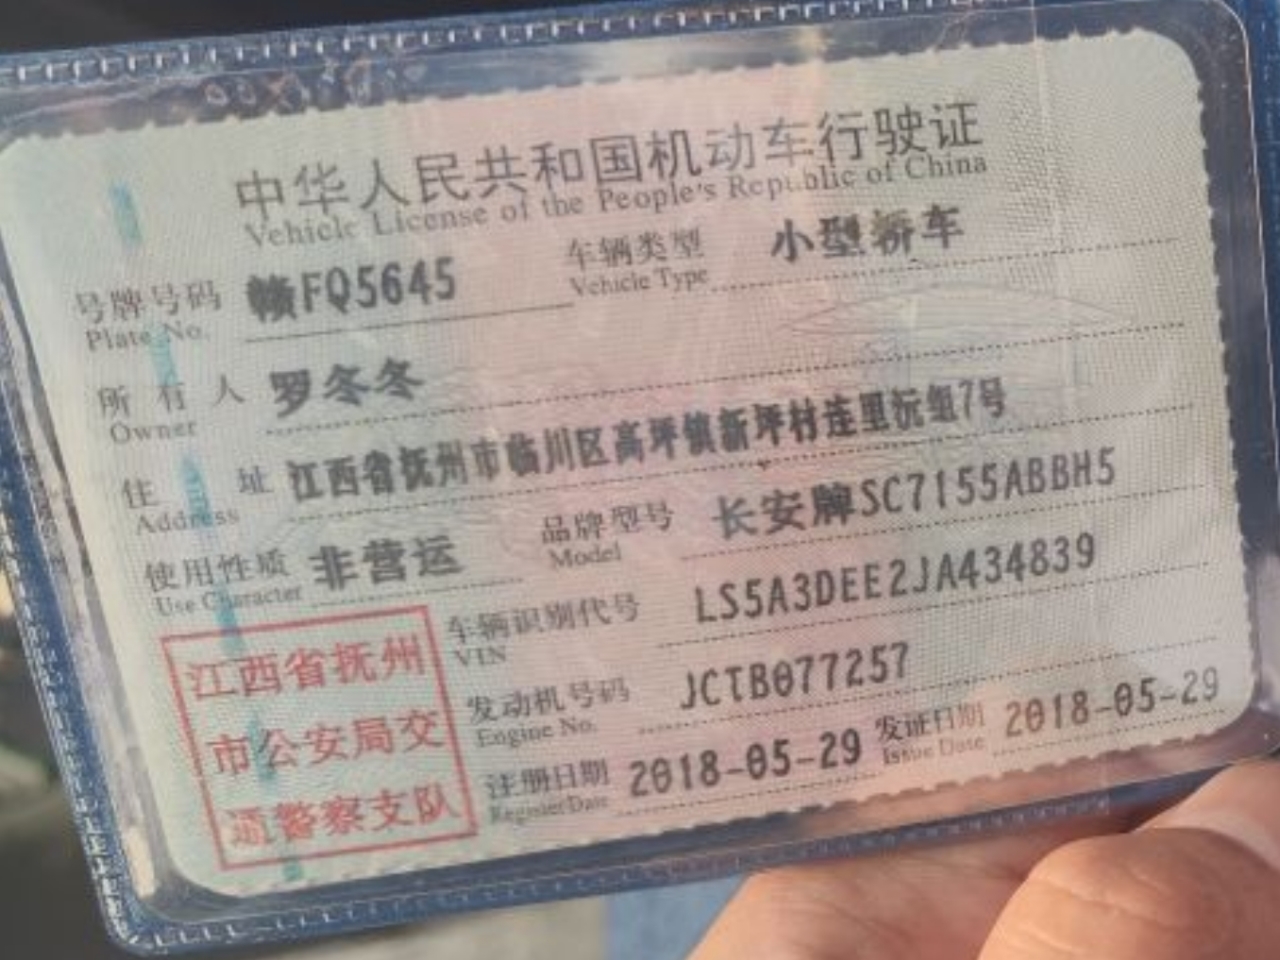 中华人民共和国机动车行驶证
Vehicle License of the People's Republic of China
号牌号码 赣FQ5645 车辆类型 小型轿车
Plate No. Vehicle Type
所有人 罗冬冬
Owner
住址 江西省抚州市临川区高坪镇新坪村连里抚组7号
Address
使用性质 非营运 品牌型号 长安牌SC7155ABBH5
Use Character Model
车辆识别代号 LS5A3DEE2JA434839
VIN
发动机号码 JCTB077257
Engine No.
注册日期 2018-05-29 发证日期 2018-05-29
Register Date Issue Date
江西省抚州
市公安局交
通警察支队